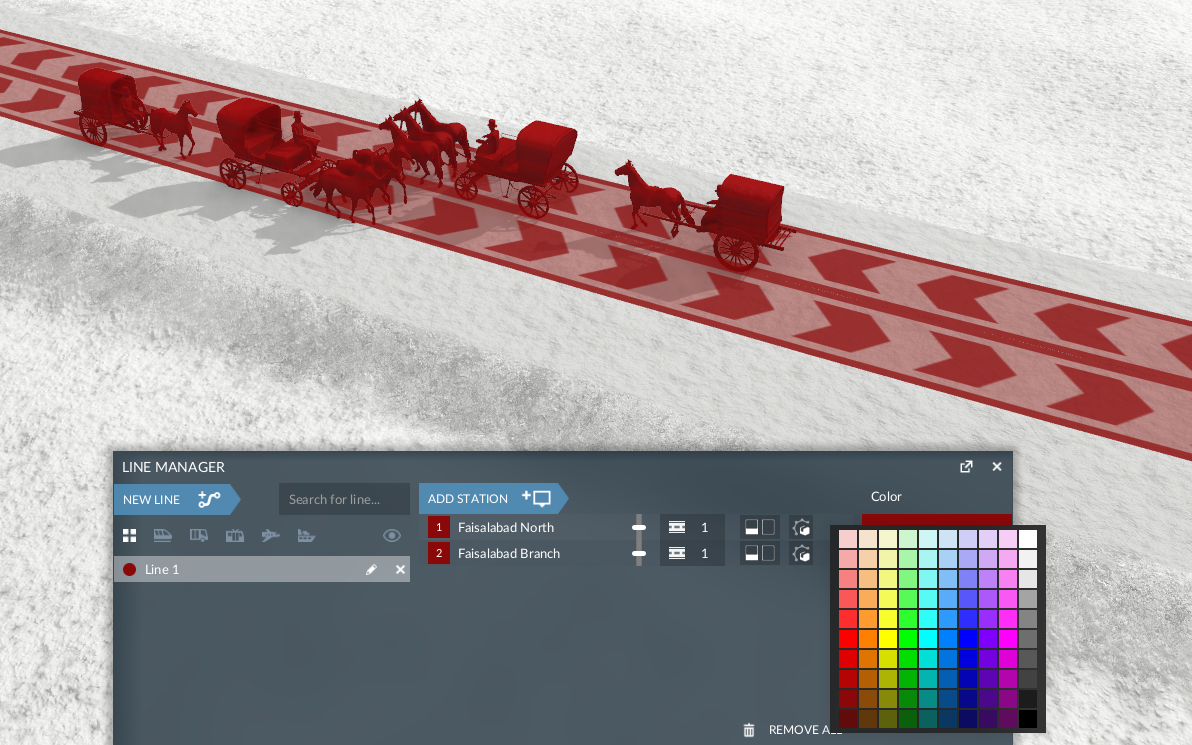 LINE MANAGER
NEW LINE
Search for line...
ADD STATION
Color
1 Faisalabad North 1
2 Faisalabad Branch 1
Line 1
REMOVE ALL